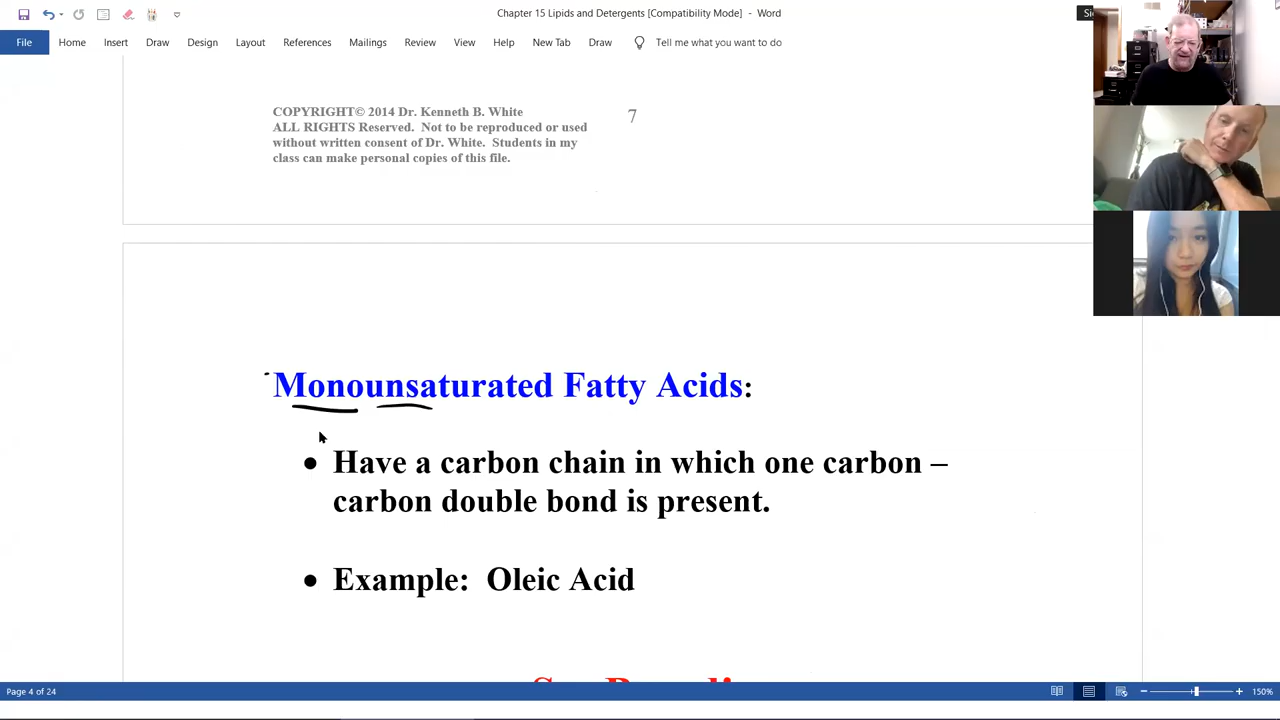 Chapter 15 Lipids and Detergents [Compatibility Mode] - Word
File Home Insert Draw Design Layout References Mailings Review View Help New Tab Draw Tell me what you want to do
COPYRIGHT© 2014 Dr. Kenneth B. White
ALL RIGHTS Reserved. Not to be reproduced or used
without written consent of Dr. White. Students in my
class can make personal copies of this file.
7
Monounsaturated Fatty Acids:
• Have a carbon chain in which one carbon –
carbon double bond is present.
• Example: Oleic Acid
Page 4 of 24
150%